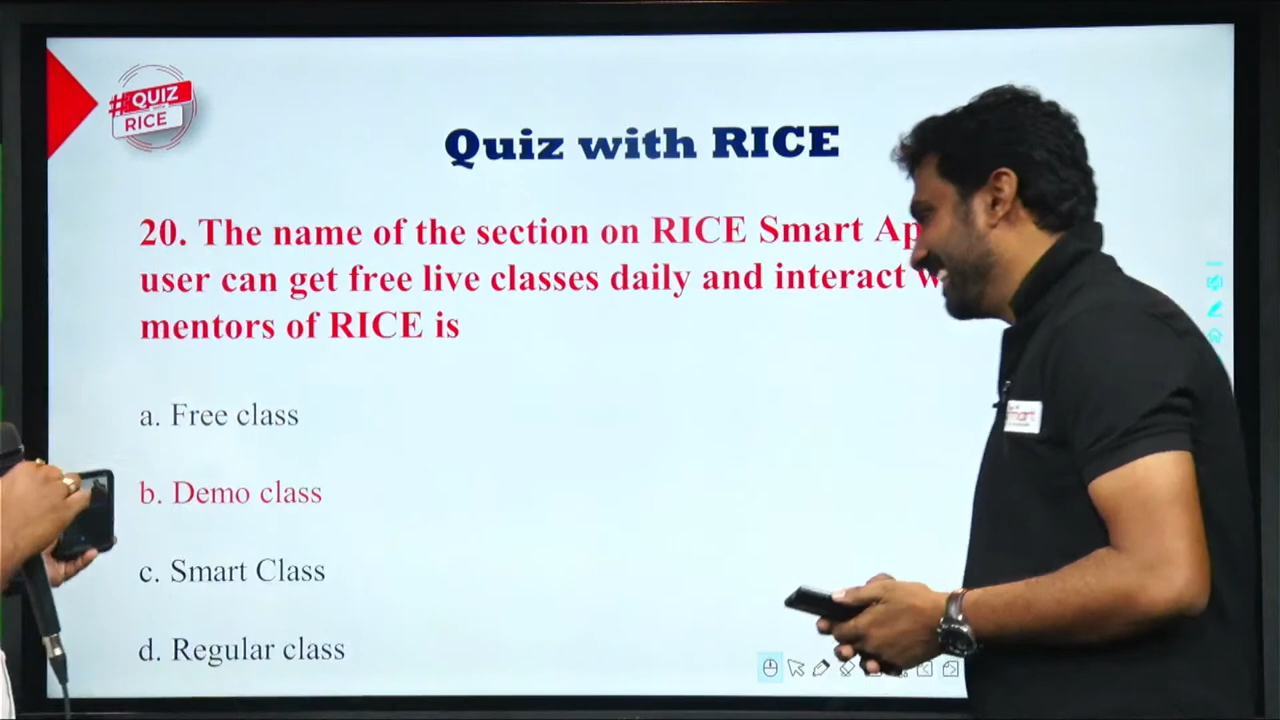 #QUIZ
RICE
Quiz with RICE
20. The name of the section on RICE Smart Ap
user can get free live classes daily and interact w
mentors of RICE is
a. Free class
b. Demo class
c. Smart Class
d. Regular class